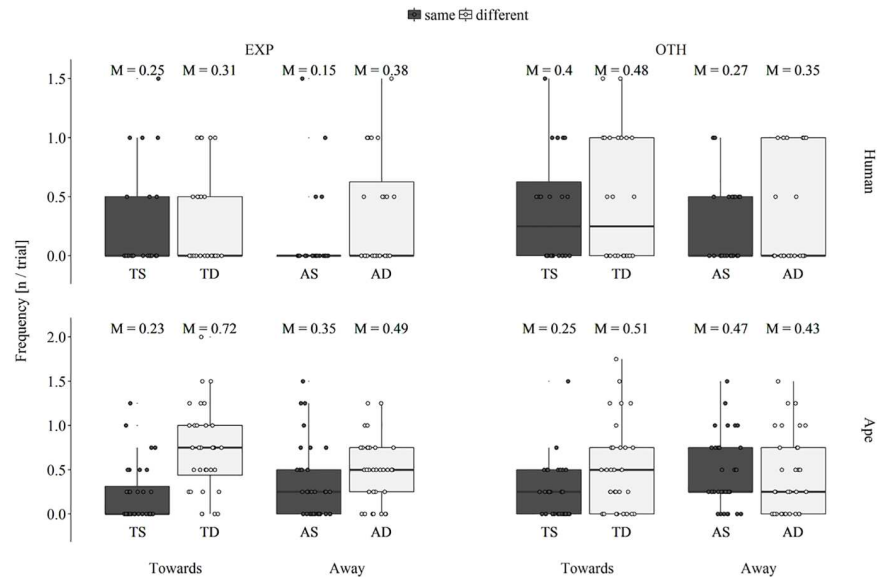 same different
EXP OTH
M = 0.25 M = 0.31 M = 0.15 M = 0.38 M = 0.4 M = 0.48 M = 0.27 M = 0.35
1.5
1.0
0.5
0.0
TS TD AS AD TS TD AS AD
Human
Frequency [n / trial]
M = 0.23 M = 0.72 M = 0.35 M = 0.49 M = 0.25 M = 0.51 M = 0.47 M = 0.43
2.0
1.5
1.0
0.5
0.0
TS TD AS AD TS TD AS AD
Ape
Towards Away Towards Away